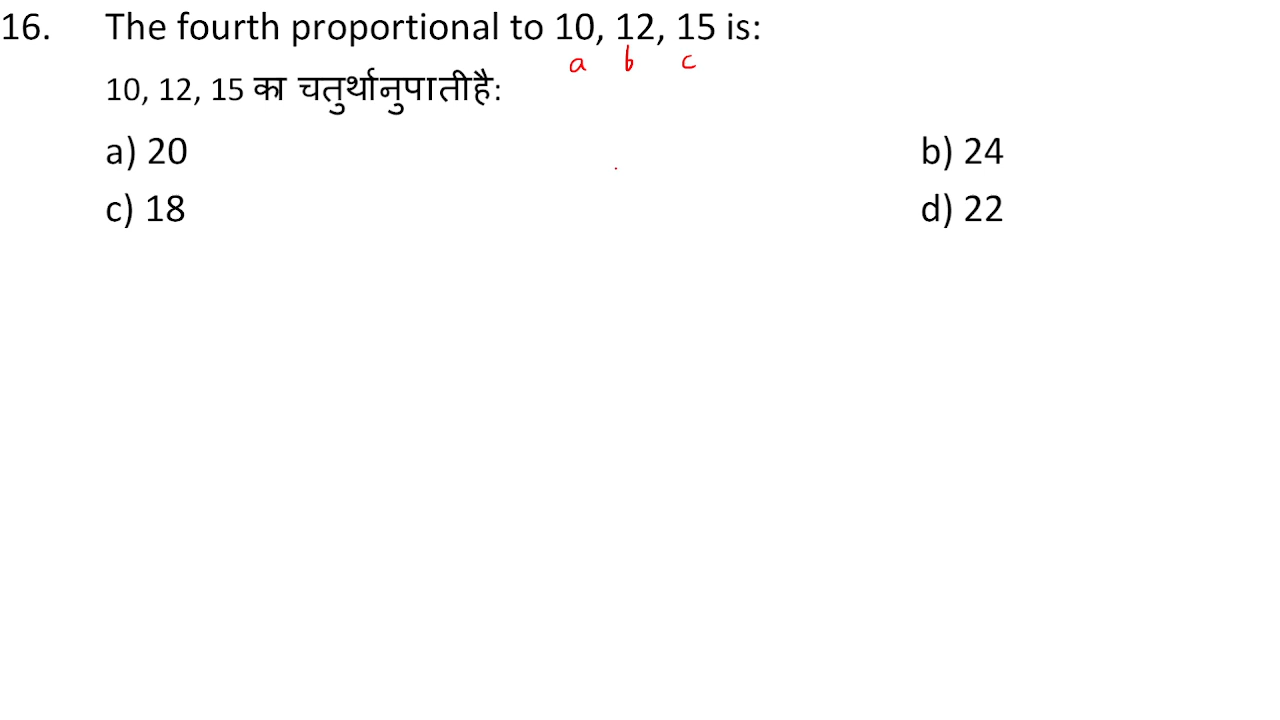 16. The fourth proportional to 10, 12, 15 is:
a b c
10, 12, 15 का चतुर्थानुपाती है:
a) 20 b) 24
c) 18 d) 22